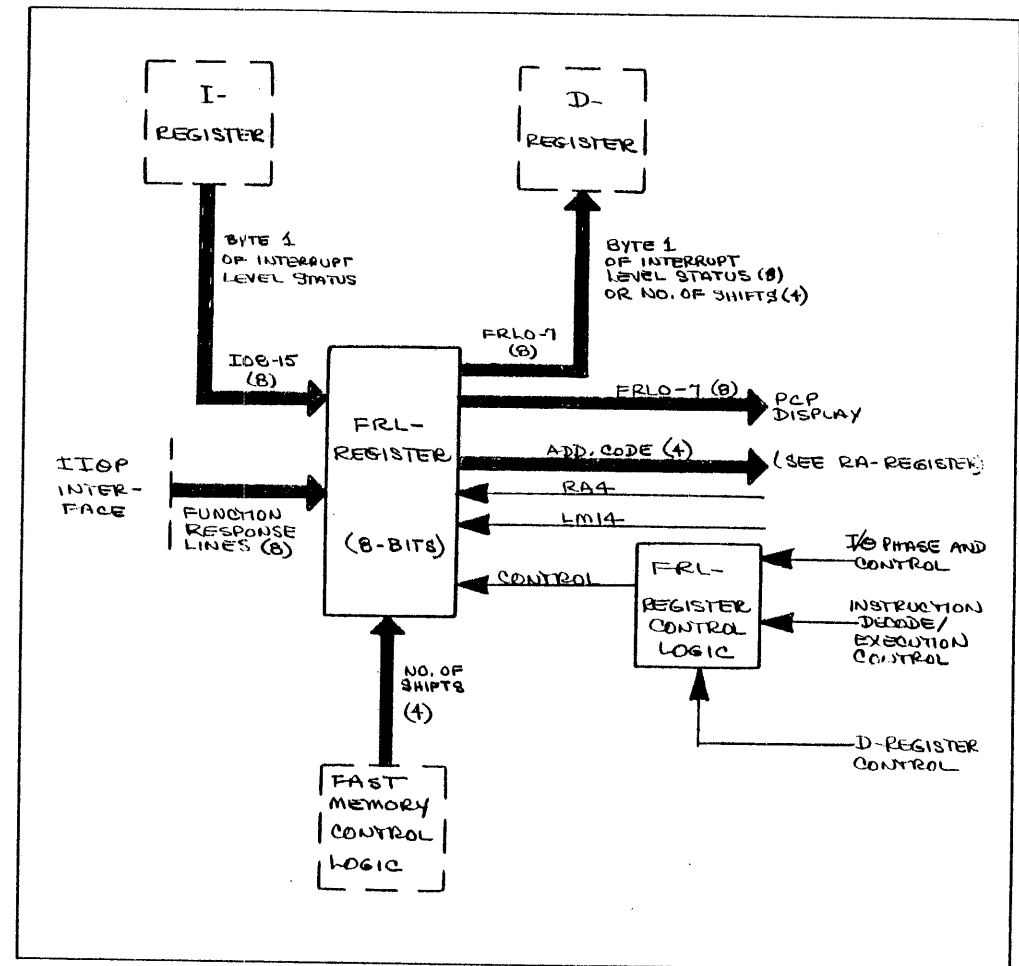 I-
REGISTER
D-
REGISTER
BYTE 1
OF INTERRUPT
LEVEL STATUS
BYTE 1
OF INTERRUPT
LEVEL STATUS (8)
OR NO. OF SHIFTS (4)
IO8-15
(8)
FRL0-7
(8)
FRL0-7 (8)
PCP
DISPLAY
FRL-
REGISTER
(8-BITS)
ADD. CODE (4)
(SEE RA-REGISTER)
IIOP
INTER-
FACE
FUNCTION
RESPONSE
LINES (8)
RA4
LM14
CONTROL
FRL-
REGISTER
CONTROL
LOGIC
I/O PHASE AND
CONTROL
INSTRUCTION
DECODE/
EXECUTION
CONTROL
D-REGISTER
CONTROL
NO. OF
SHIFTS
(4)
FAST
MEMORY
CONTROL
LOGIC